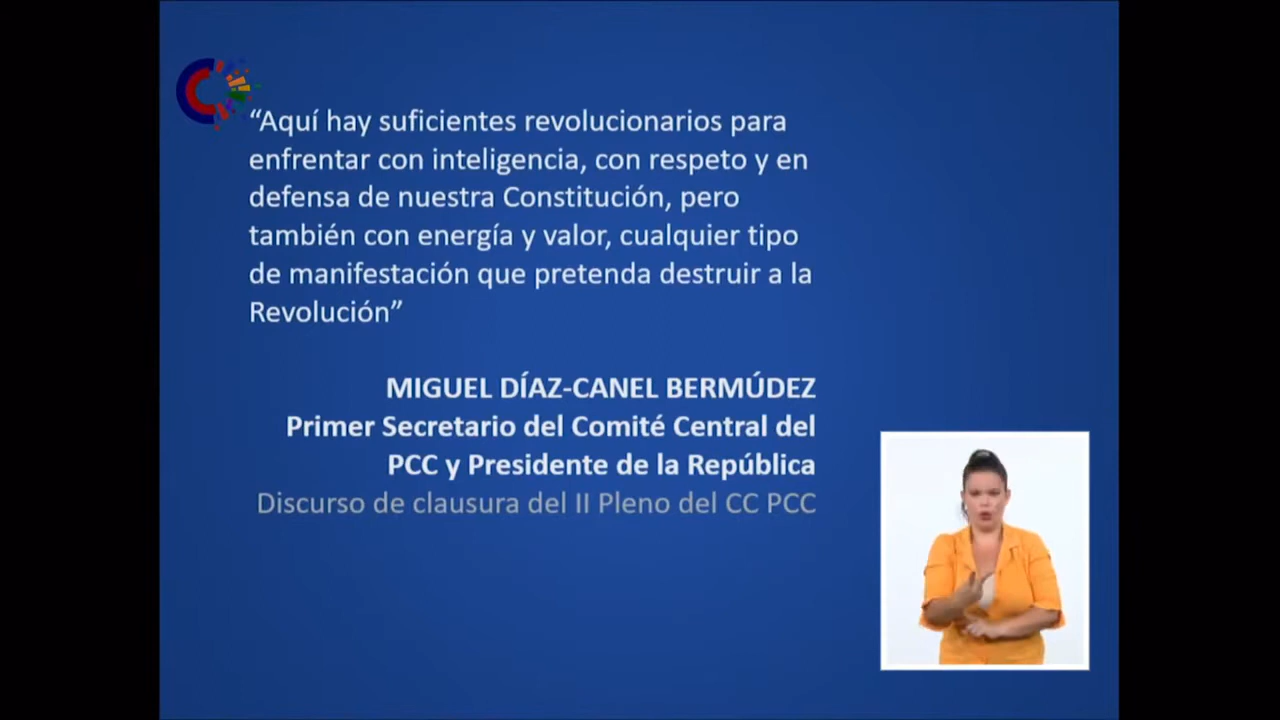 “Aquí hay suficientes revolucionarios para
enfrentar con inteligencia, con respeto y en
defensa de nuestra Constitución, pero
también con energía y valor, cualquier tipo
de manifestación que pretenda destruir a la
Revolución”
MIGUEL DÍAZ-CANEL BERMÚDEZ
Primer Secretario del Comité Central del
PCC y Presidente de la República
Discurso de clausura del II Pleno del CC PCC